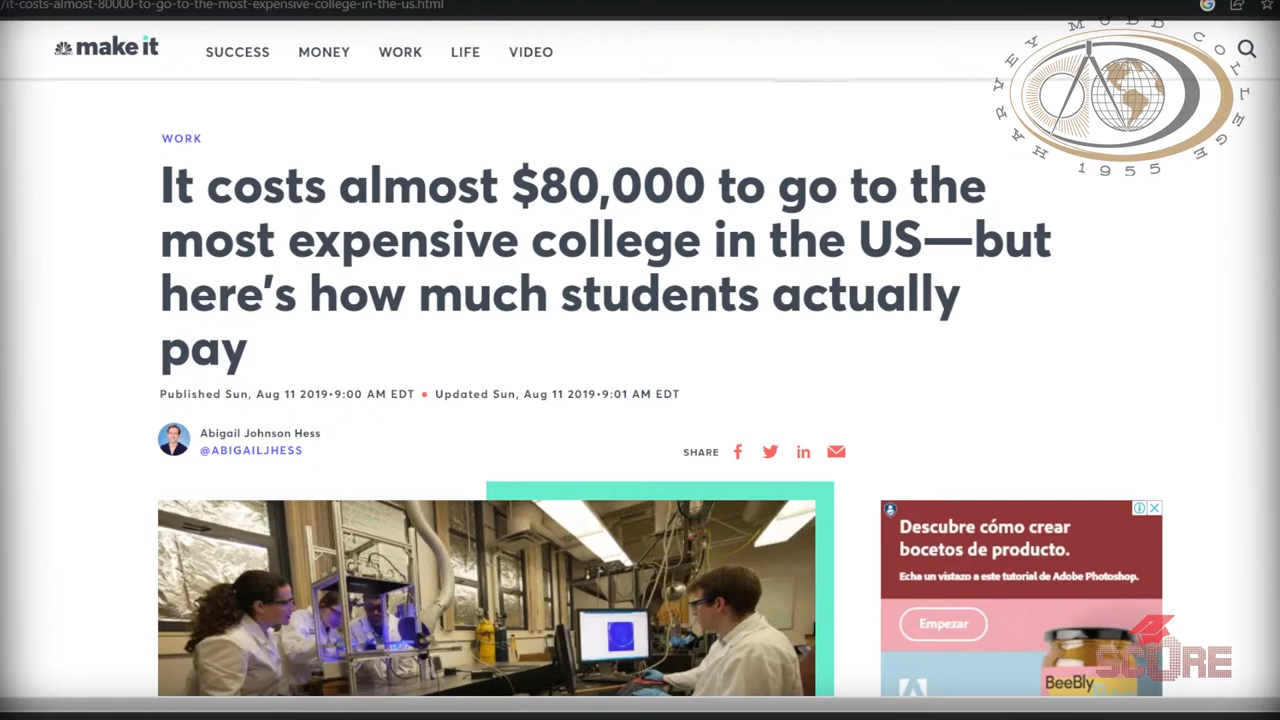 /it-costs-almost-80000-to-go-to-the-most-expensive-college-in-the-us.html
make it
SUCCESS MONEY WORK LIFE VIDEO
HARVEY MUDD COLLEGE
1955
WORK
It costs almost $80,000 to go to the
most expensive college in the US—but
here's how much students actually
pay
Published Sun, Aug 11 2019•9:00 AM EDT • Updated Sun, Aug 11 2019•9:01 AM EDT
Abigail Johnson Hess
@ABIGAILJHESS
SHARE
Descubre cómo crear
bocetos de producto.
Echa un vistazo a este tutorial de Adobe Photoshop.
Empezar
BeeBly